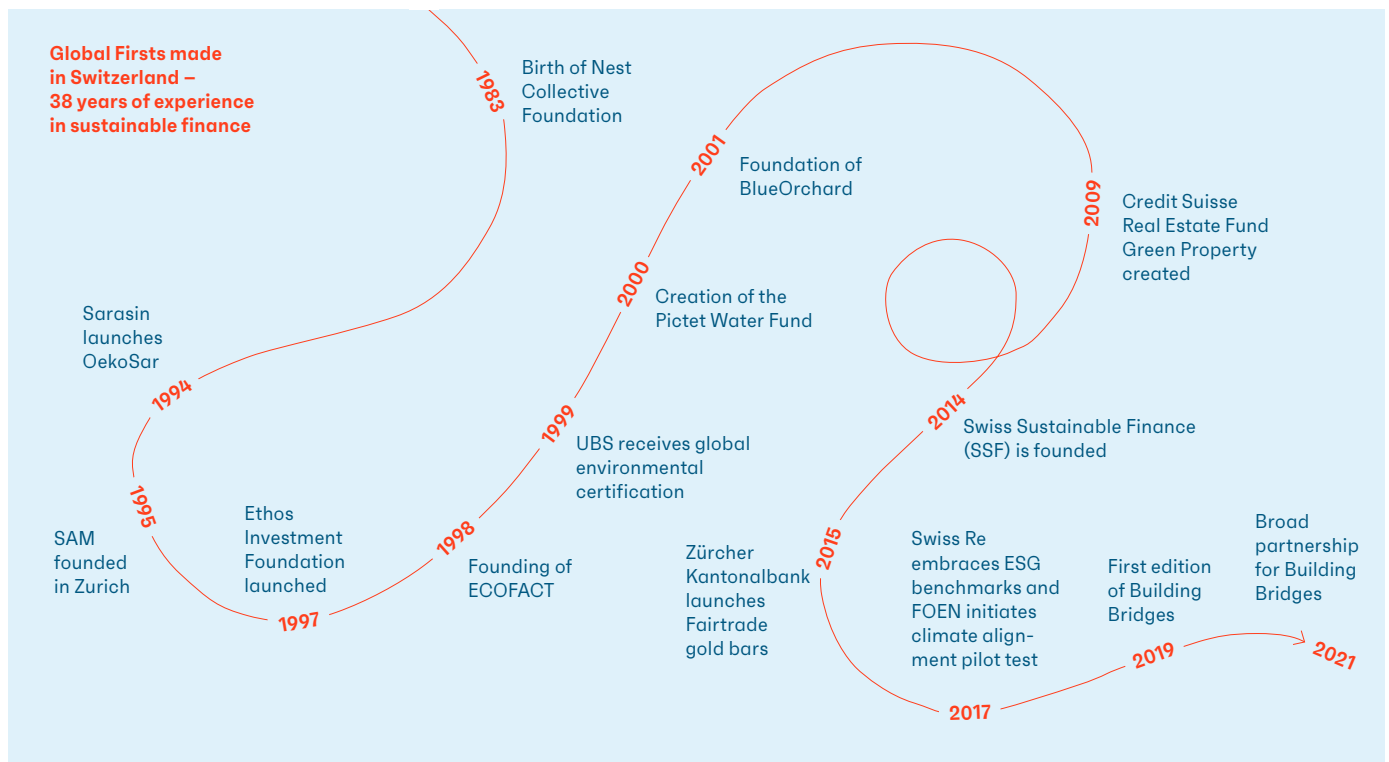 Global Firsts made
in Switzerland –
38 years of experience
in sustainable finance
1983
Birth of Nest
Collective
Foundation
1994
Sarasin
launches
OekoSar
1995
SAM
founded
in Zurich
1997
Ethos
Investment
Foundation
launched
1998
Founding of
ECOFACT
1999
UBS receives global
environmental
certification
2000
Creation of the
Pictet Water Fund
2001
Foundation of
BlueOrchard
2009
Credit Suisse
Real Estate Fund
Green Property
created
2014
Swiss Sustainable Finance
(SSF) is founded
2015
Zürcher
Kantonalbank
launches
Fairtrade
gold bars
2017
Swiss Re
embraces ESG
benchmarks and
FOEN initiates
climate align-
ment pilot test
2019
First edition
of Building
Bridges
2021
Broad
partnership
for Building
Bridges